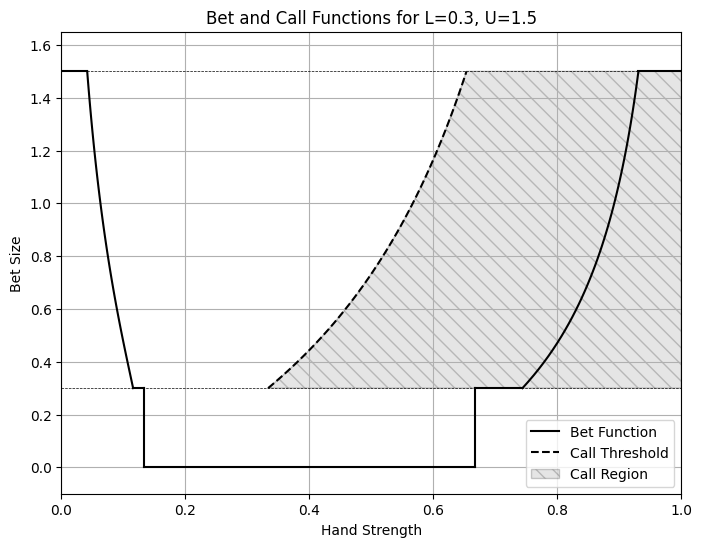 Bet and Call Functions for L=0.3, U=1.5
1.6
1.4
1.2
1.0
0.8
0.6
0.4
0.2
0.0
Bet Size
Bet Function
Call Threshold
Call Region
0.0 0.2 0.4 0.6 0.8 1.0
Hand Strength